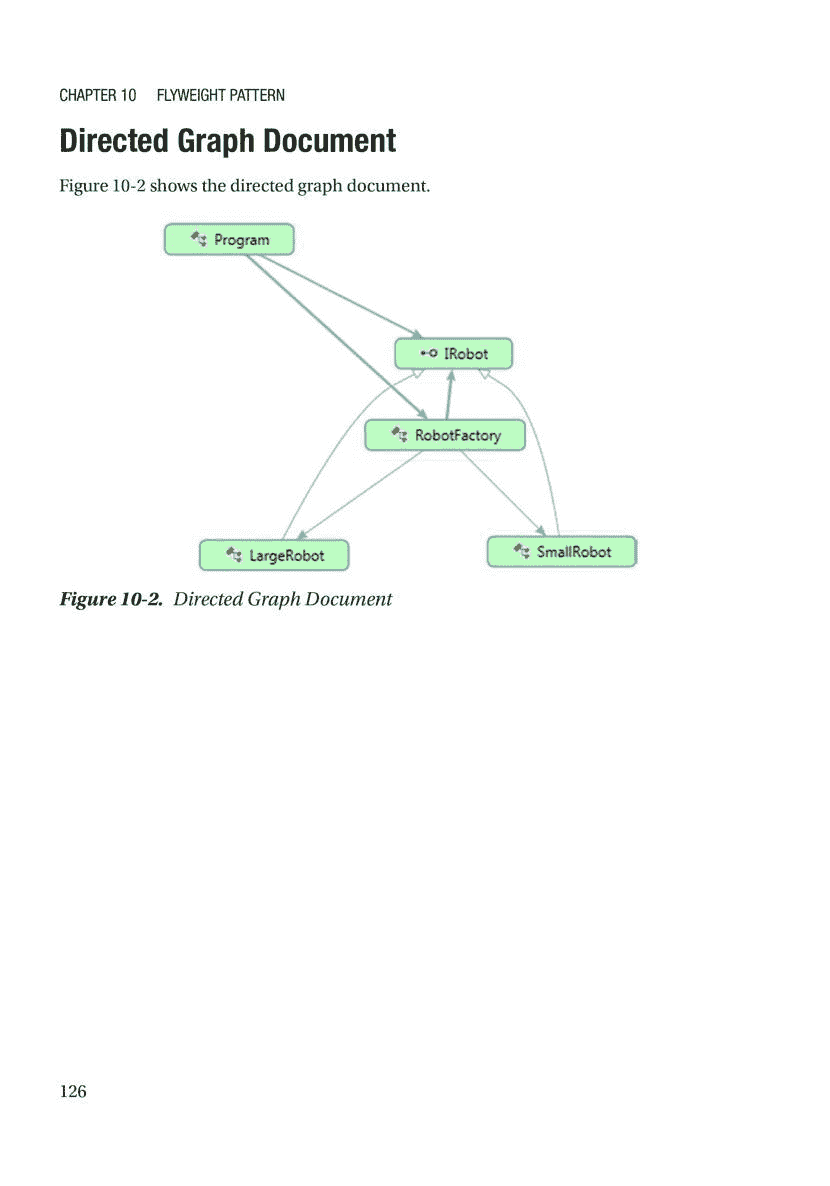 CHAPTER 10 FLYWEIGHT PATTERN
Directed Graph Document
Figure 10-2 shows the directed graph document.
Program
IRobot
RobotFactory
LargeRobot
SmallRobot
Figure 10-2. Directed Graph Document
126